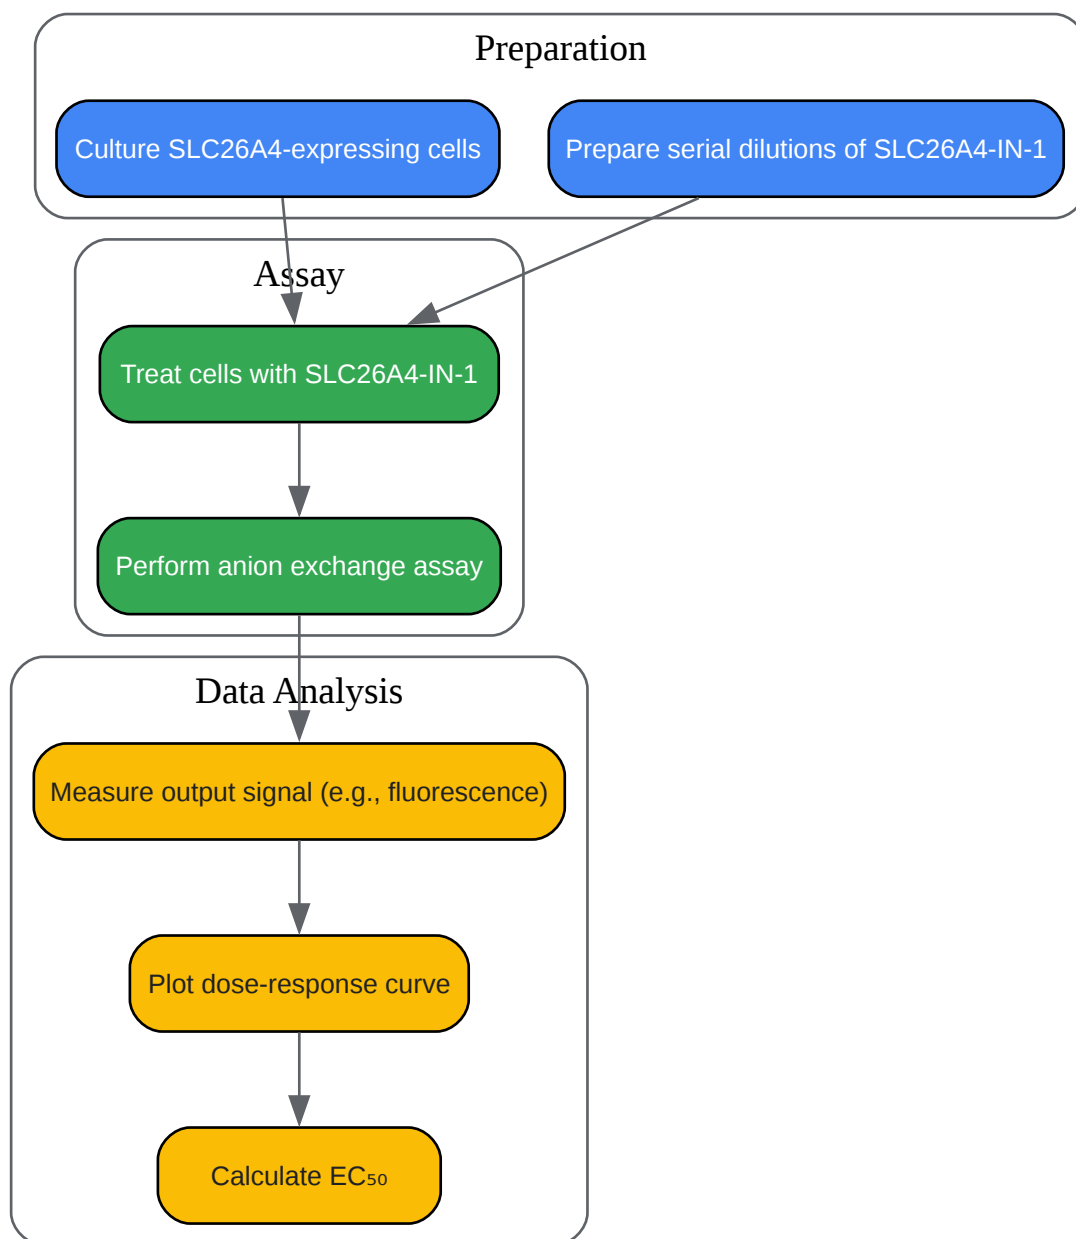 Preparation
Culture SLC26A4-expressing cells
Prepare serial dilutions of SLC26A4-IN-1
Assay
Treat cells with SLC26A4-IN-1
Perform anion exchange assay
Data Analysis
Measure output signal (e.g., fluorescence)
Plot dose-response curve
Calculate EC₅₀